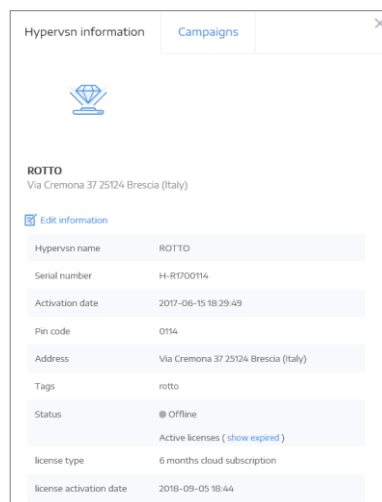 Hypervsn information Campaigns
ROTTO
Via Cremona 37 25124 Brescia (Italy)
Edit information
Hypervsn name ROTTO
Serial number H-R1700114
Activation date 2017-06-15 18:29:49
Pin code 0114
Address Via Cremona 37 25124 Brescia (Italy)
Tags rotto
Status Offline
Active licenses ( show expired )
license type 6 months cloud subscription
license activation date 2018-09-05 18:44